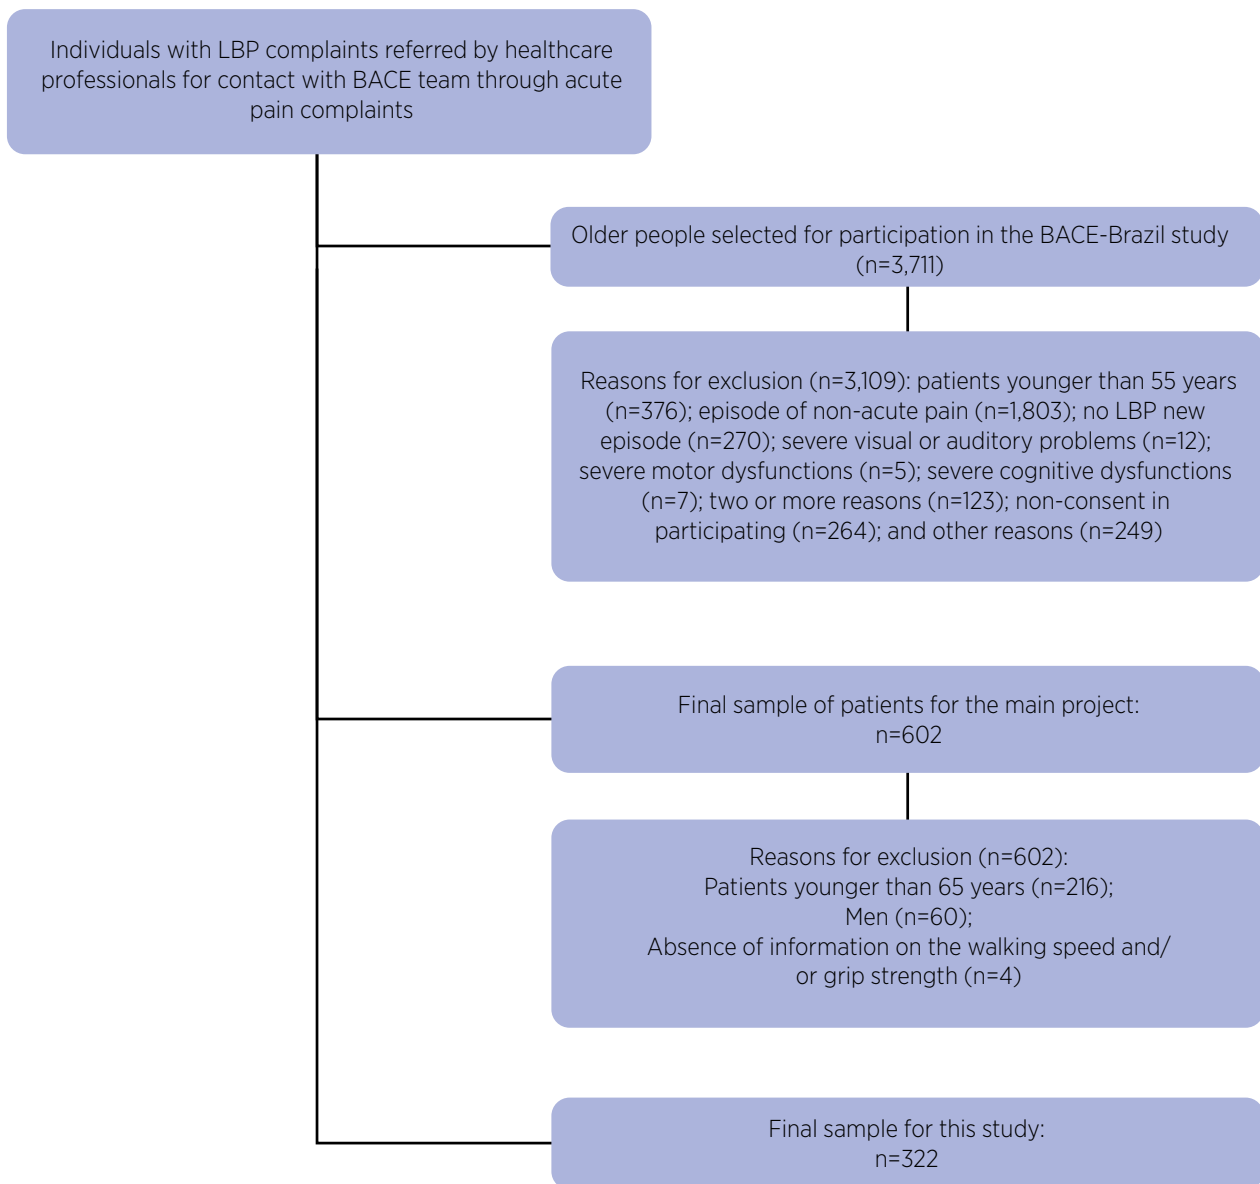 Individuals with LBP complaints referred by healthcare
professionals for contact with BACE team through acute
pain complaints
Older people selected for participation in the BACE-Brazil study
(n=3,711)
Reasons for exclusion (n=3,109): patients younger than 55 years
(n=376); episode of non-acute pain (n=1,803); no LBP new
episode (n=270); severe visual or auditory problems (n=12);
severe motor dysfunctions (n=5); severe cognitive dysfunctions
(n=7); two or more reasons (n=123); non-consent in
participating (n=264); and other reasons (n=249)
Final sample of patients for the main project:
n=602
Reasons for exclusion (n=602):
Patients younger than 65 years (n=216);
Men (n=60);
Absence of information on the walking speed and/
or grip strength (n=4)
Final sample for this study:
n=322